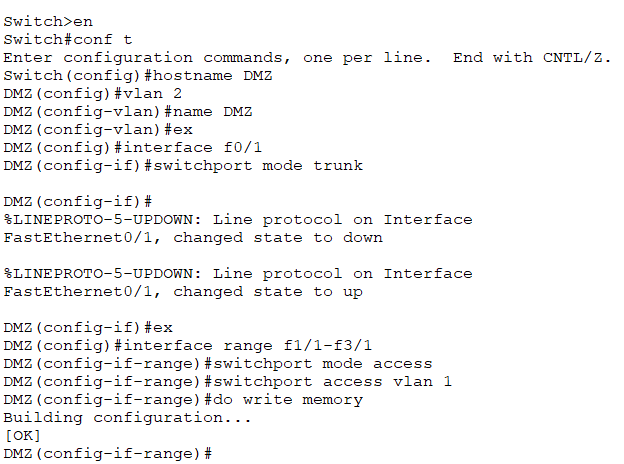 Switch>en
Switch#conf t
Enter configuration commands, one per line.  End with CNTL/Z.
Switch(config)#hostname DMZ
DMZ(config)#vlan 2
DMZ(config-vlan)#name DMZ
DMZ(config-vlan)#ex
DMZ(config)#interface f0/1
DMZ(config-if)#switchport mode trunk
DMZ(config-if)#
%LINEPROTO-5-UPDOWN: Line protocol on Interface
FastEthernet0/1, changed state to down
%LINEPROTO-5-UPDOWN: Line protocol on Interface
FastEthernet0/1, changed state to up
DMZ(config-if)#ex
DMZ(config)#interface range f1/1-f3/1
DMZ(config-if-range)#switchport mode access
DMZ(config-if-range)#switchport access vlan 1
DMZ(config-if-range)#do write memory
Building configuration...
[OK]
DMZ(config-if-range)#